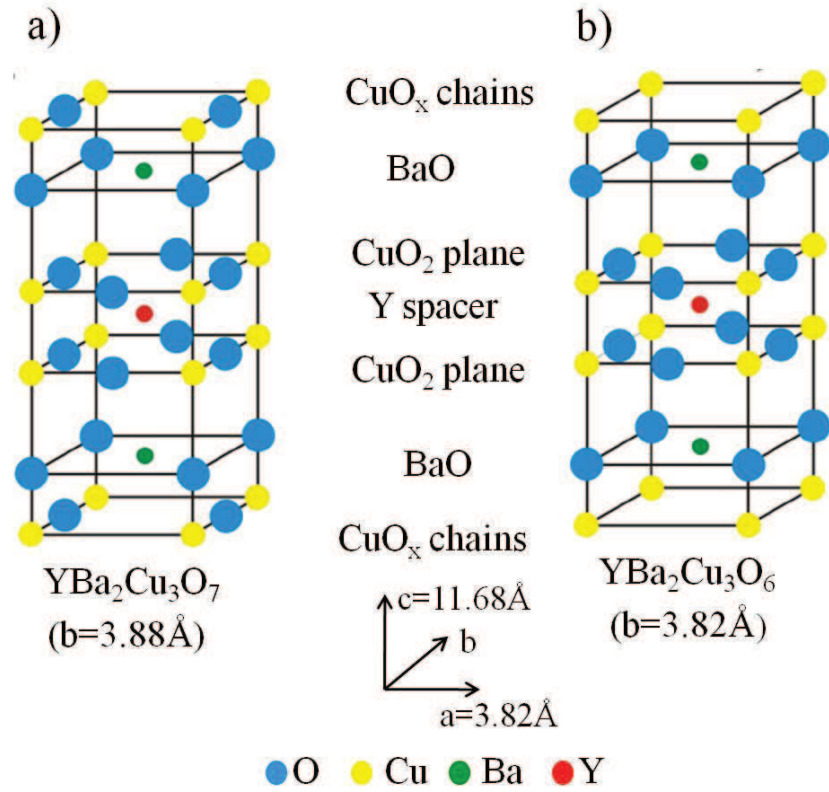 a)
b)
CuOₓ chains
BaO
CuO₂ plane
Y spacer
CuO₂ plane
BaO
CuOₓ chains
YBa₂Cu₃O₇
(b=3.88Å)
YBa₂Cu₃O₆
(b=3.82Å)
c=11.68Å
b
a=3.82Å
O Cu Ba Y